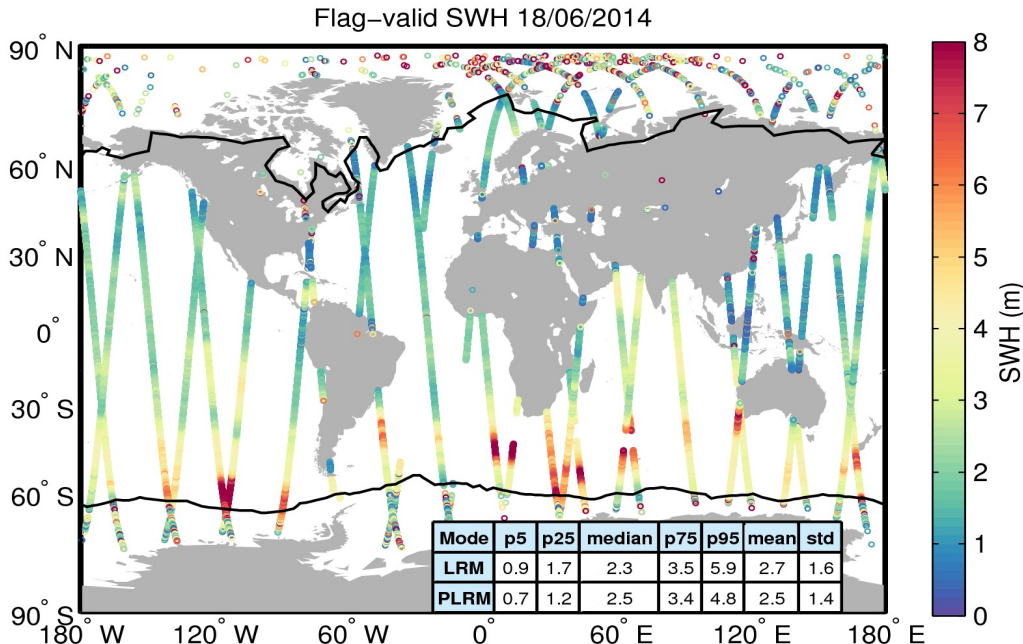 Flag−valid SWH 18/06/2014
90° N
60° N
30° N
0°
30° S
60° S
90° S
180° W 120° W 60° W 0° 60° E 120° E 180° E
Mode p5 p25 median p75 p95 mean std
LRM 0.9 1.7 2.3 3.5 5.9 2.7 1.6
PLRM 0.7 1.2 2.5 3.4 4.8 2.5 1.4
8
7
6
5
4
3
2
1
0
SWH (m)